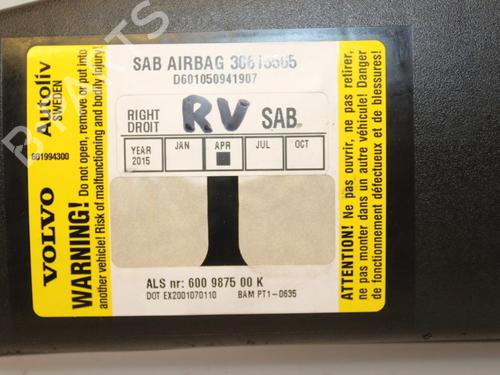 Autoliv
SWEDEN
601994300
VOLVO
WARNING! Do not open, remove or put into
another vehicle! Risk of malfunctioning and bodily injury!
SAB AIRBAG
D601050941907
RIGHT
DROIT
RV
SAB.
YEAR
2015
JAN
APR
JUL
OCT
ALS nr: 600 9875 00 K
DOT EX2001070110
BAM PT1-0635
ATTENTION! Ne pas ouvrir, ne pas retirer,
ne pas monter dans un autre véhicule! Danger
de fonctionnement défectueux et de blessures!